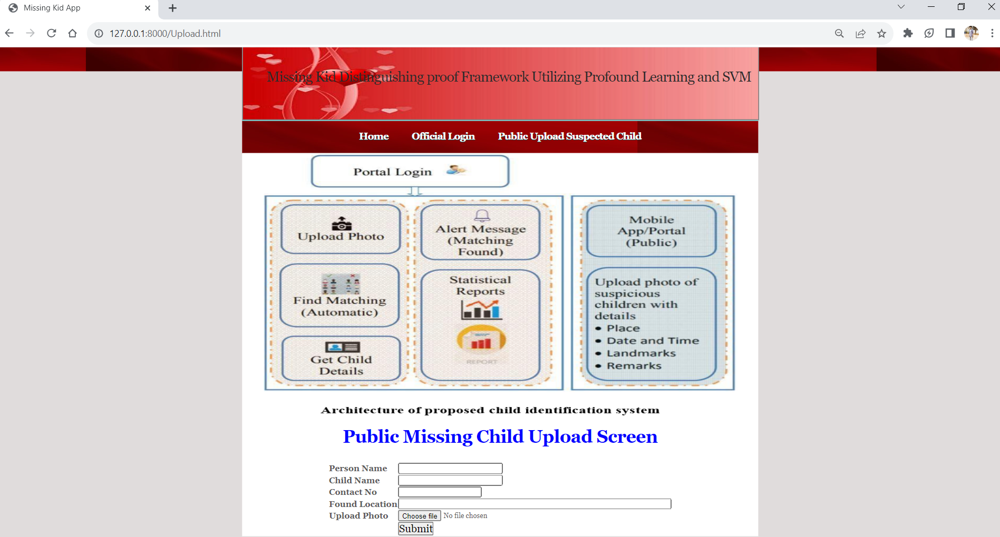 Missing Kid App
127.0.0.1:8000/Upload.html
Missing Kid Distinguishing proof Framework Utilizing Profound Learning and SVM
Home Official Login Public Upload Suspected Child
Portal Login
Upload Photo
Find Matching
(Automatic)
Get Child
Details
Alert Message
(Matching
Found)
Statistical
Reports
REPORT
Mobile
App/Portal
(Public)
Upload photo of
suspicious
children with
details
• Place
• Date and Time
• Landmarks
• Remarks
Architecture of proposed child identification system
Public Missing Child Upload Screen
Person Name
Child Name
Contact No
Found Location
Upload Photo Choose file No file chosen
Submit